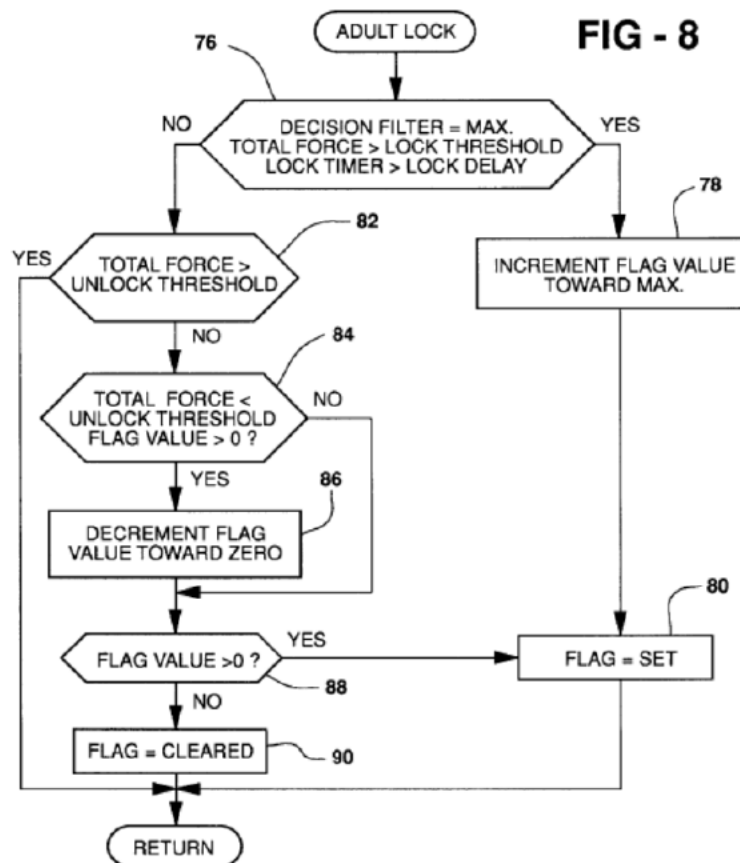 ADULT LOCK
FIG - 8
76
DECISION FILTER = MAX.
TOTAL FORCE > LOCK THRESHOLD
LOCK TIMER > LOCK DELAY
NO
YES
78
INCREMENT FLAG VALUE
TOWARD MAX.
82
YES
TOTAL FORCE >
UNLOCK THRESHOLD
NO
84
TOTAL FORCE <
UNLOCK THRESHOLD
FLAG VALUE > 0 ?
NO
YES
86
DECREMENT FLAG
VALUE TOWARD ZERO
80
FLAG VALUE >0 ?
YES
FLAG = SET
88
NO
FLAG = CLEARED
90
RETURN